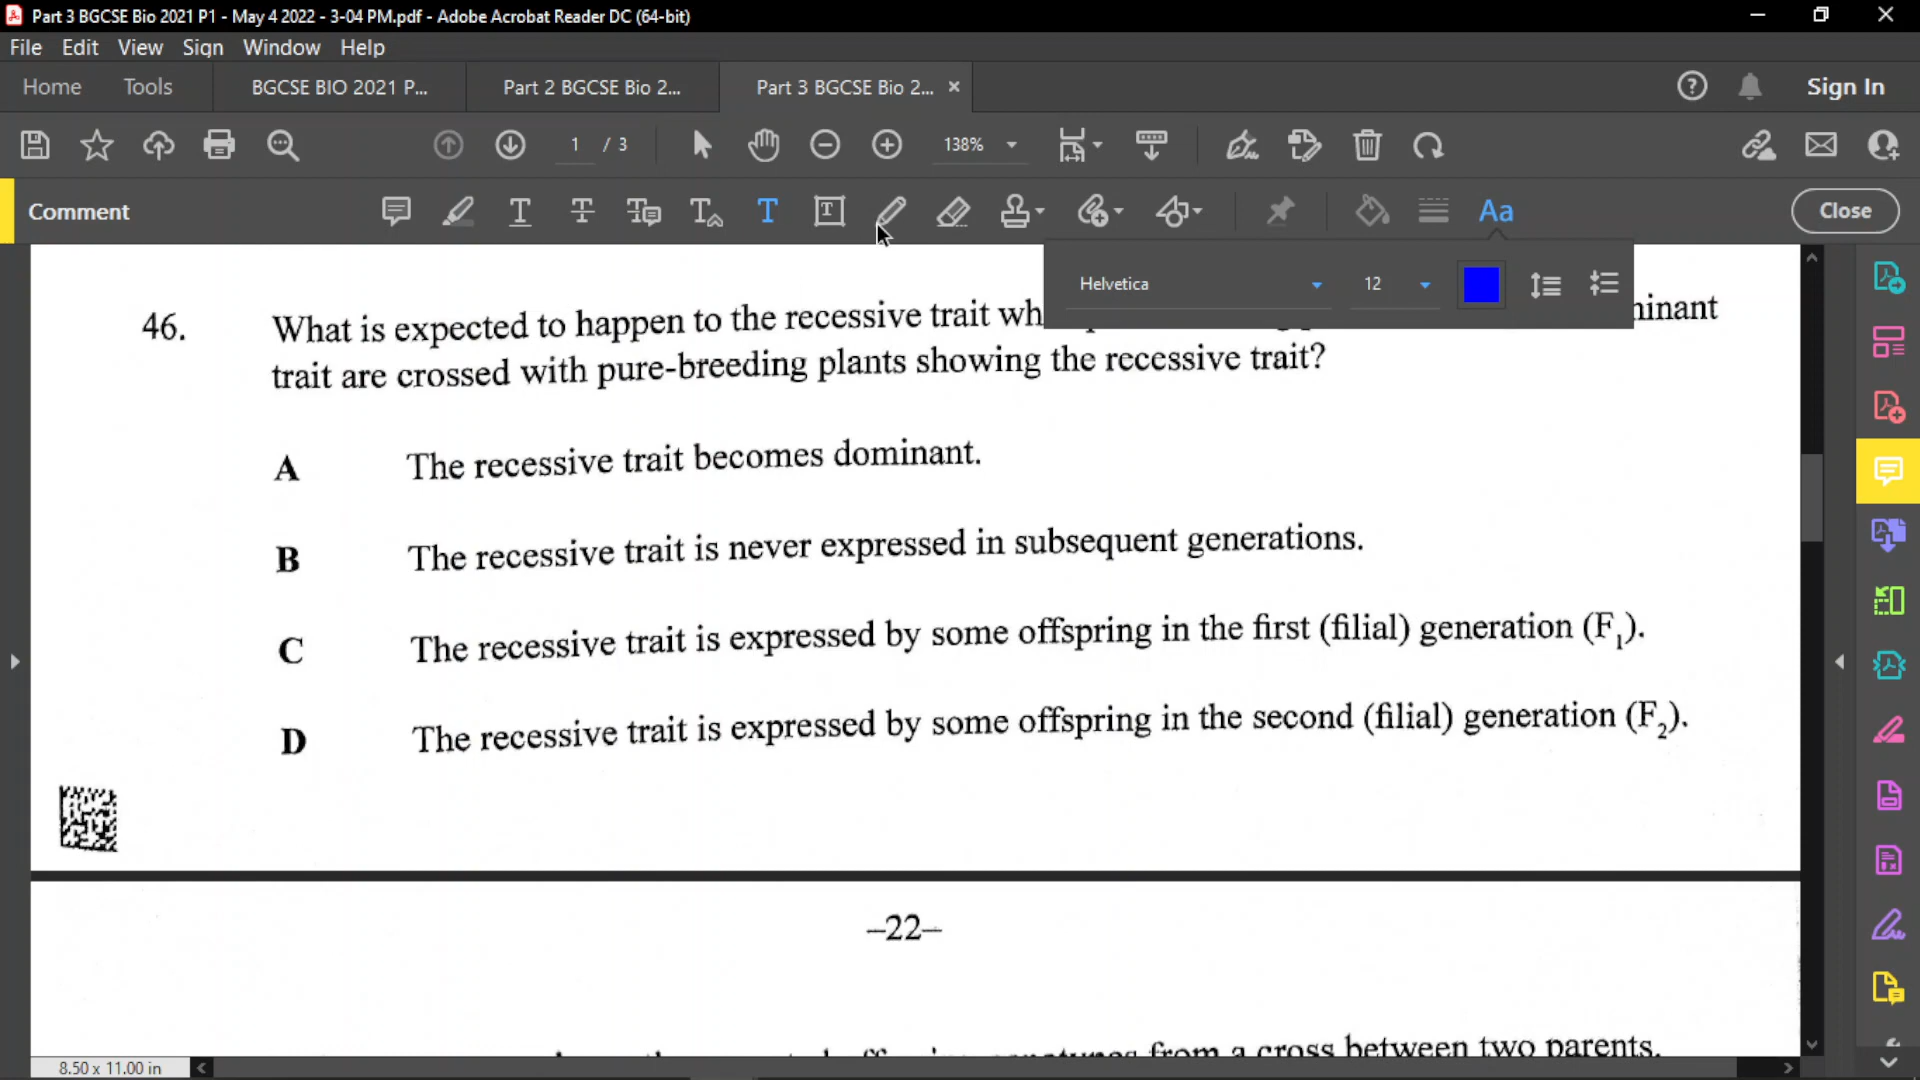 Part 3 BGCSE Bio 2021 P1 - May 4 2022 - 3-04 PM.pdf - Adobe Acrobat Reader DC (64-bit)
File Edit View Sign Window Help
Home Tools BGCSE BIO 2021 P... Part 2 BGCSE Bio 2... Part 3 BGCSE Bio 2... Sign In
1 / 3 138%
Comment Aa Close
Helvetica 12
46. What is expected to happen to the recessive trait wh inant
trait are crossed with pure-breeding plants showing the recessive trait?
A The recessive trait becomes dominant.
B The recessive trait is never expressed in subsequent generations.
C The recessive trait is expressed by some offspring in the first (filial) generation (F₁).
D The recessive trait is expressed by some offspring in the second (filial) generation (F₂).
–22–
from a cross between two parents.
8.50 x 11.00 in